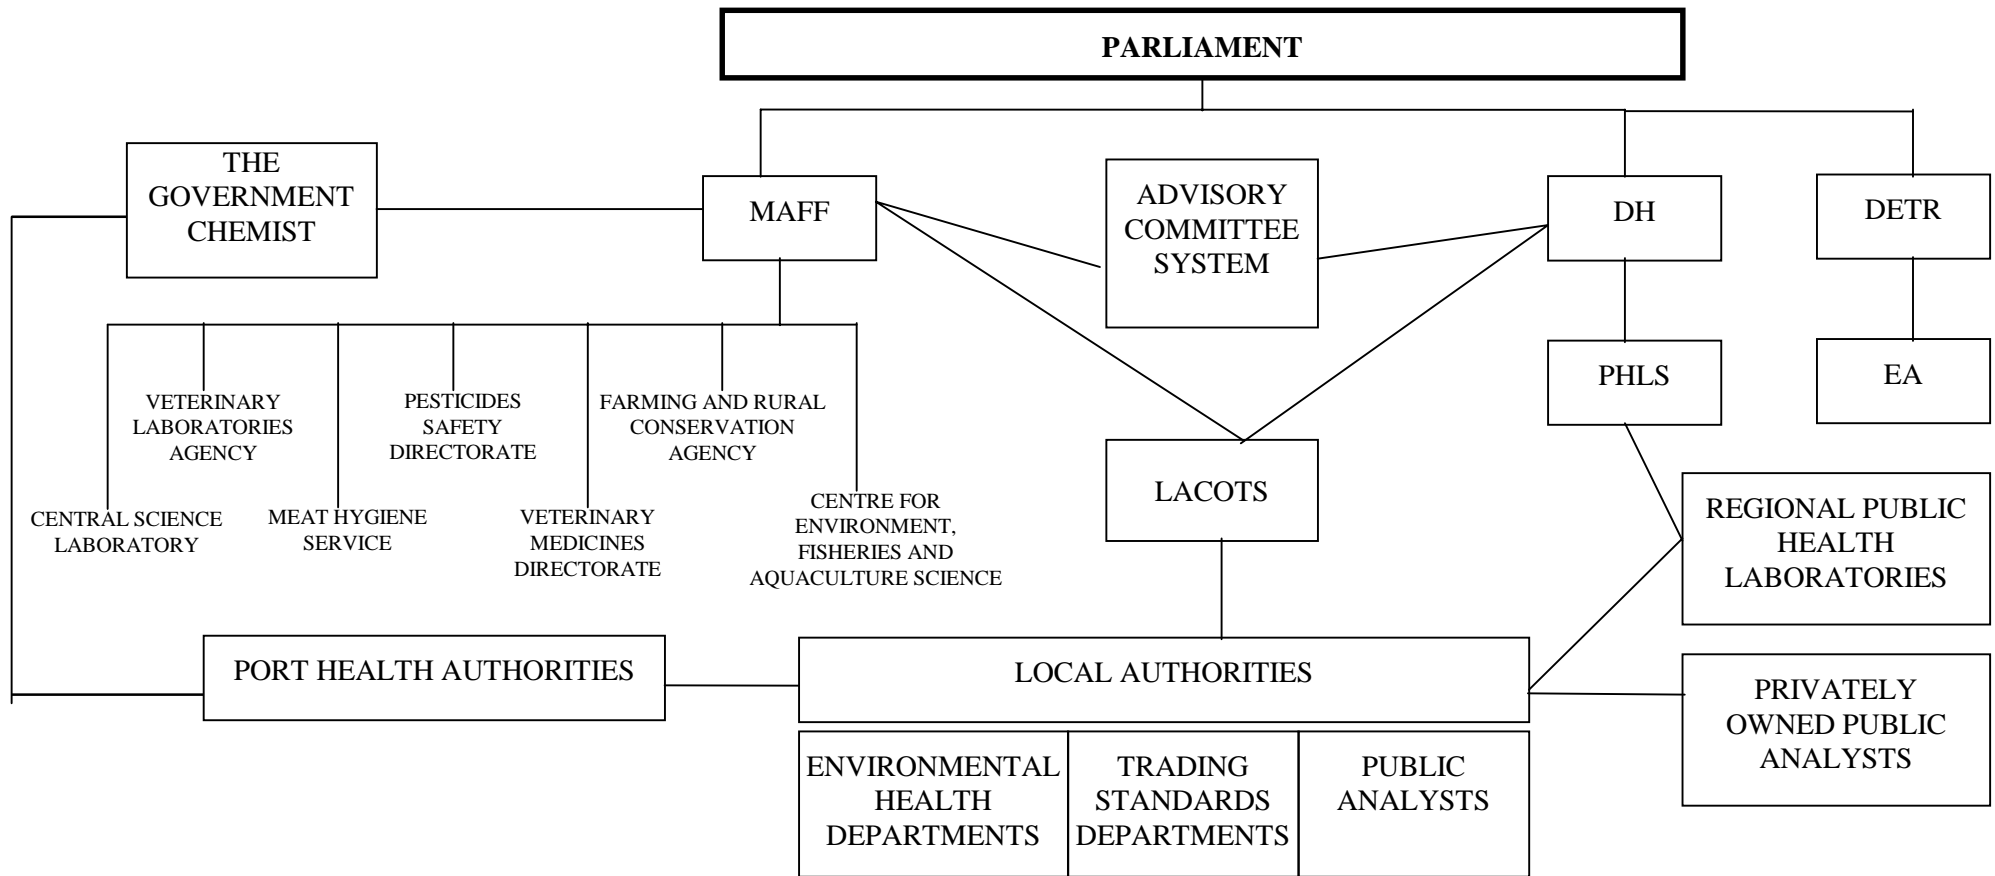 PARLIAMENT
THE
GOVERNMENT
CHEMIST
MAFF
ADVISORY
COMMITTEE
SYSTEM
DH
DETR
PHLS
EA
VETERINARY
LABORATORIES
AGENCY
PESTICIDES
SAFETY
DIRECTORATE
FARMING AND RURAL
CONSERVATION
AGENCY
CENTRAL SCIENCE
LABORATORY
MEAT HYGIENE
SERVICE
VETERINARY
MEDICINES
DIRECTORATE
CENTRE FOR
ENVIRONMENT,
FISHERIES AND
AQUACULTURE SCIENCE
LACOTS
REGIONAL PUBLIC
HEALTH
LABORATORIES
PORT HEALTH AUTHORITIES
LOCAL AUTHORITIES
PRIVATELY
OWNED PUBLIC
ANALYSTS
ENVIRONMENTAL
HEALTH
DEPARTMENTS
TRADING
STANDARDS
DEPARTMENTS
PUBLIC
ANALYSTS